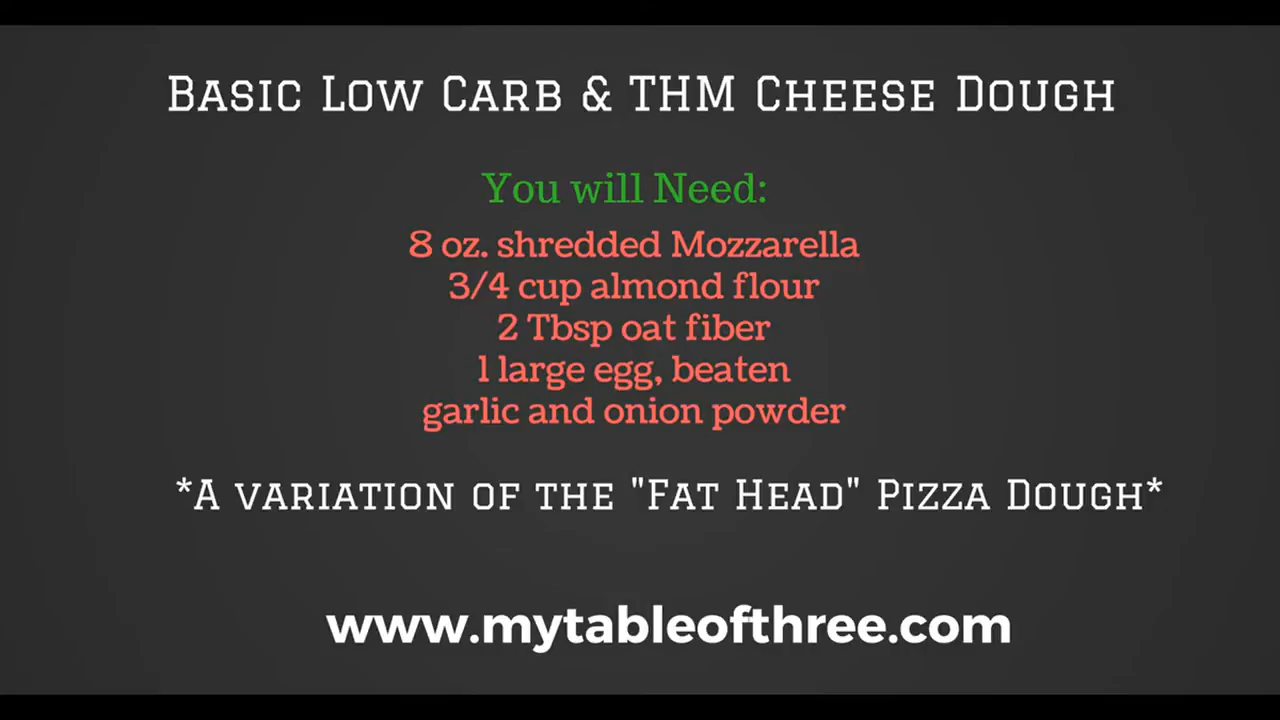 Basic Low Carb & THM Cheese Dough
You will Need:
8 oz. shredded Mozzarella
3/4 cup almond flour
2 Tbsp oat fiber
1 large egg, beaten
garlic and onion powder
*A variation of the "Fat Head" Pizza Dough*
www.mytableofthree.com